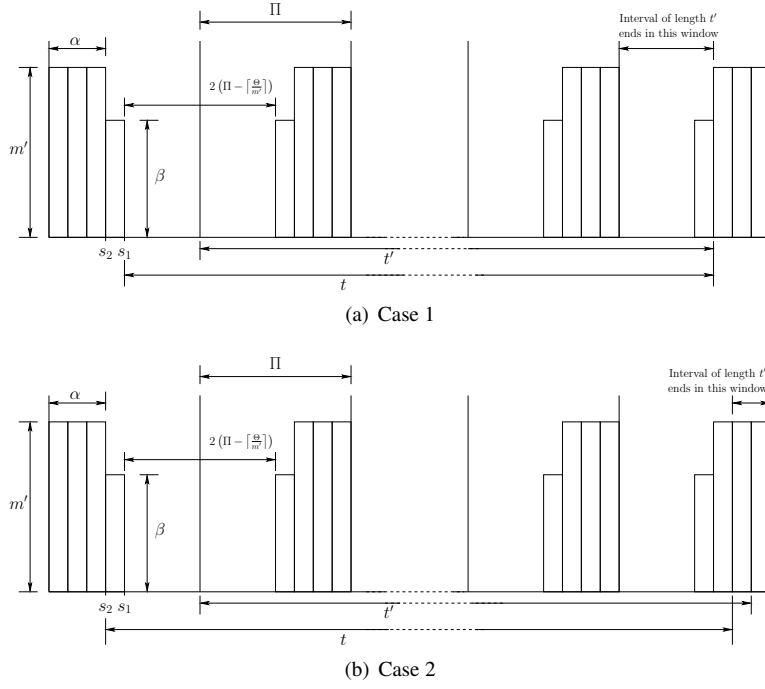 Π
Interval of length t′
ends in this window
α
2 (Π − ⌈Θ/m′⌉)
m′
β
s₂ s₁
t′
t
(a) Case 1
Π
Interval of length t′
ends in this window
α
2 (Π − ⌈Θ/m′⌉)
m′
β
s₂ s₁
t′
t
(b) Case 2